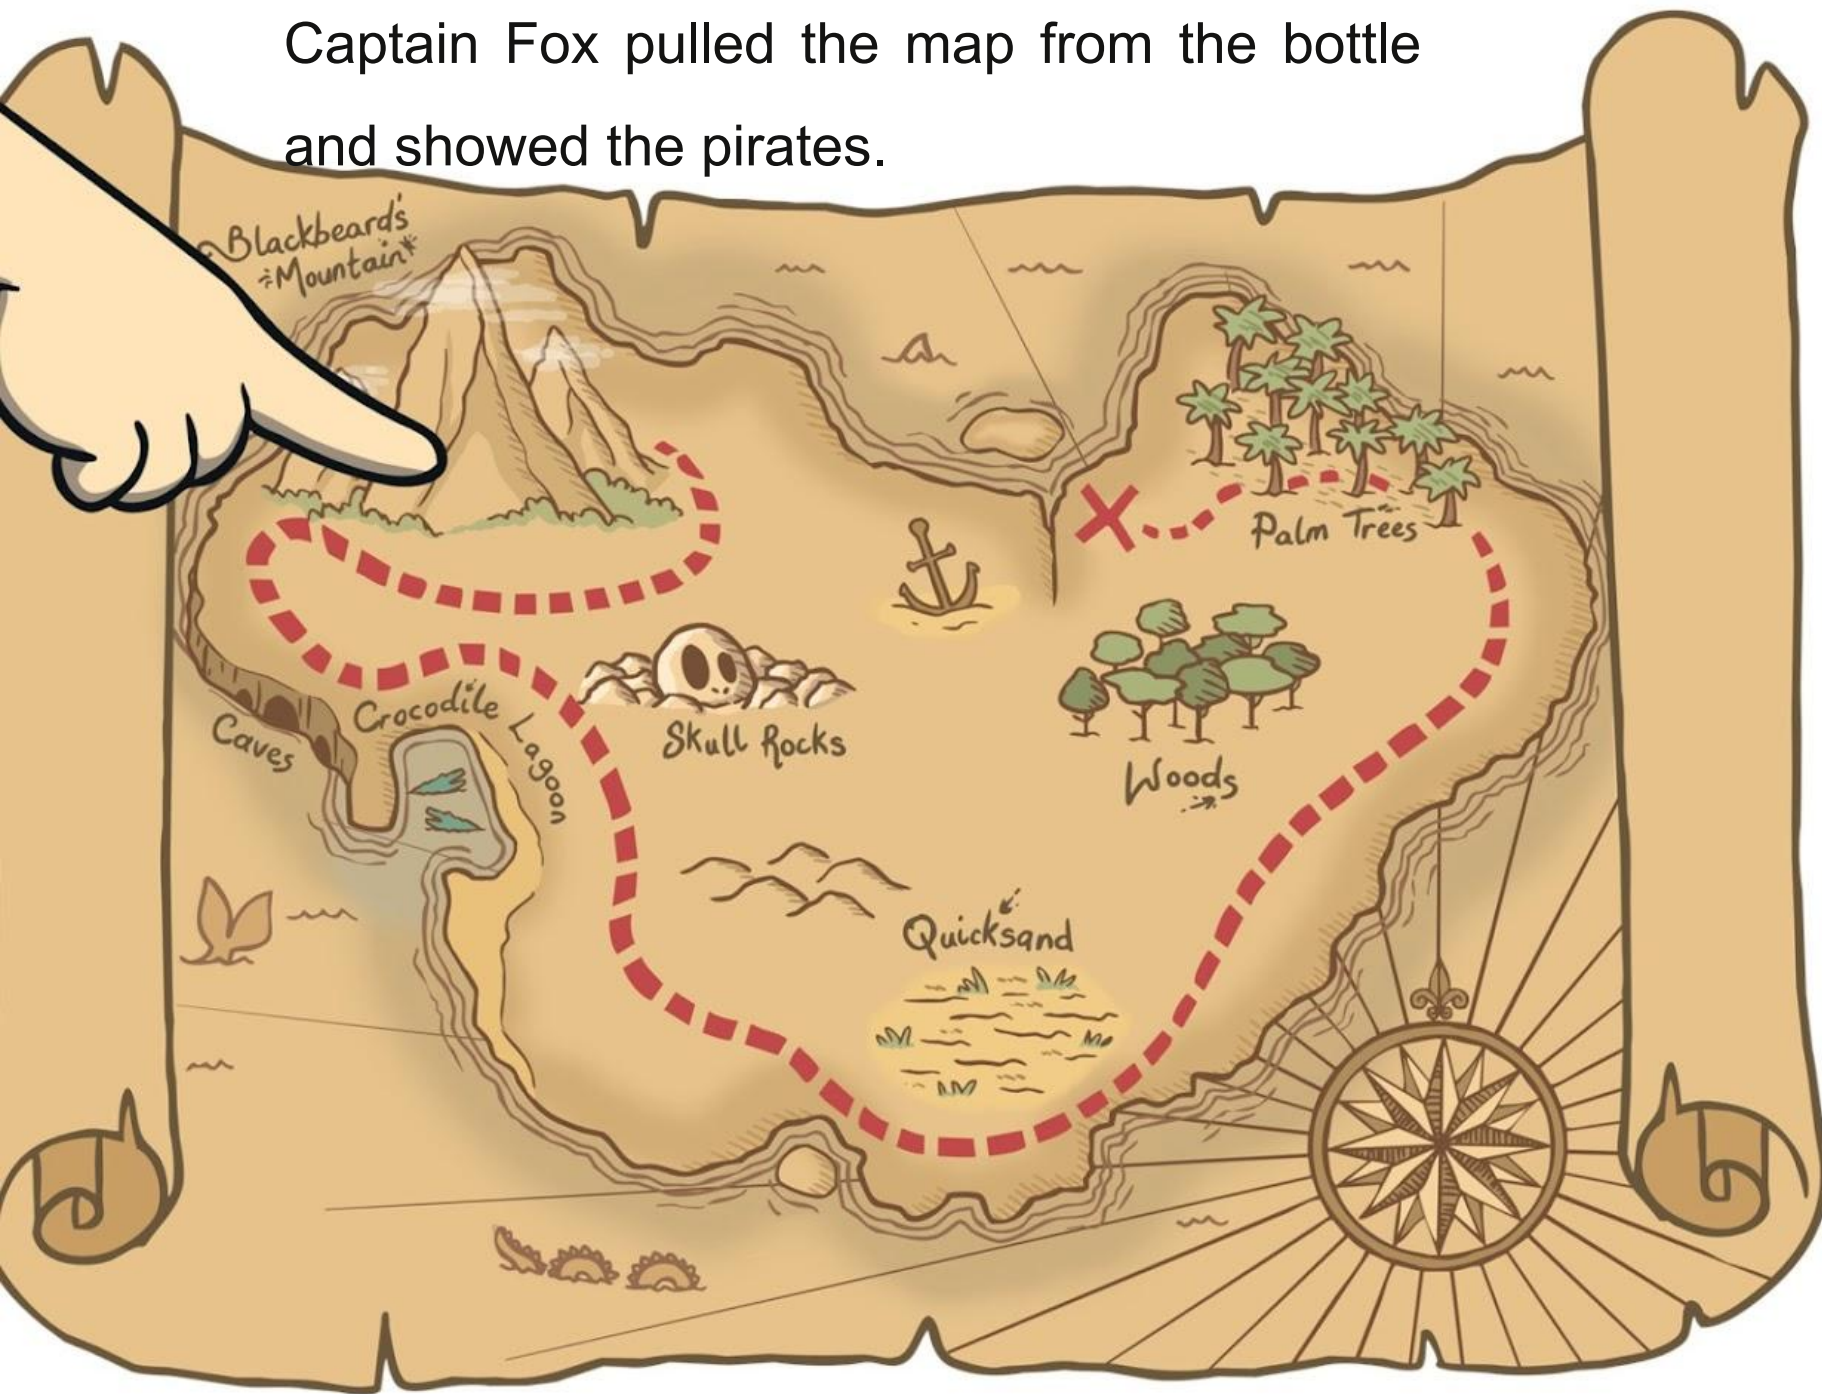 Captain Fox pulled the map from the bottle
and showed the pirates.
Blackbeard's
Mountain
Palm Trees
Crocodile Lagoon
Caves
Skull Rocks
Woods
Quicksand